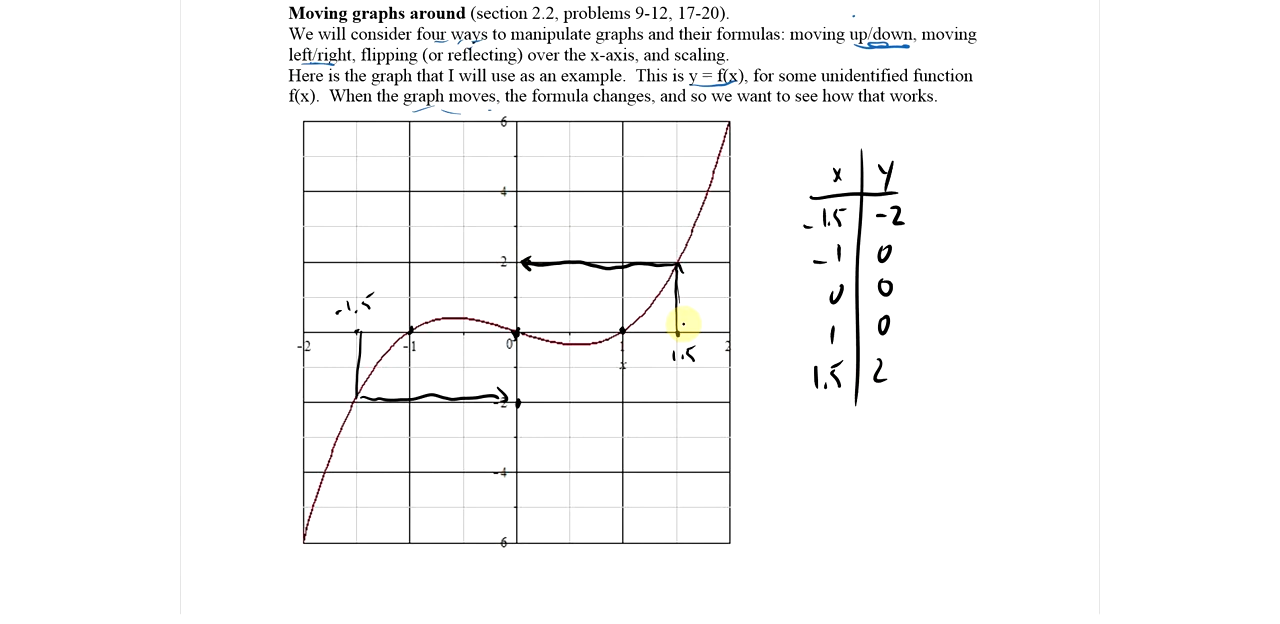 Moving graphs around (section 2.2, problems 9-12, 17-20).
We will consider four ways to manipulate graphs and their formulas: moving up/down, moving
left/right, flipping (or reflecting) over the x-axis, and scaling.
Here is the graph that I will use as an example. This is y = f(x), for some unidentified function
f(x). When the graph moves, the formula changes, and so we want to see how that works.
6
4
2
-2 -1 0 1 2
x
-2
-4
6
-1.5
1.5
x y
-1.5 -2
-1 0
0 0
1 0
1.5 2